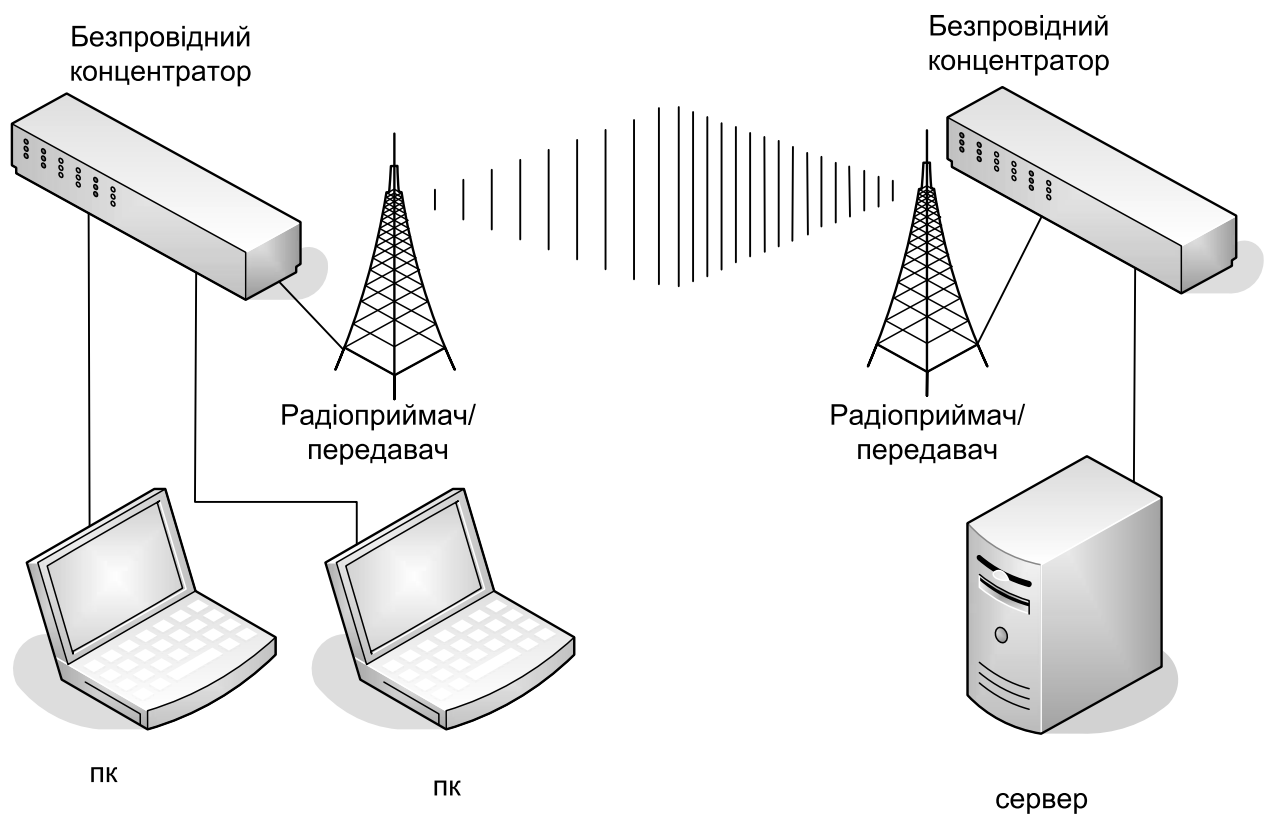 Безпровідний
концентратор
Безпровідний
концентратор
Радіоприймач/
передавач
Радіоприймач/
передавач
пк
пк
сервер